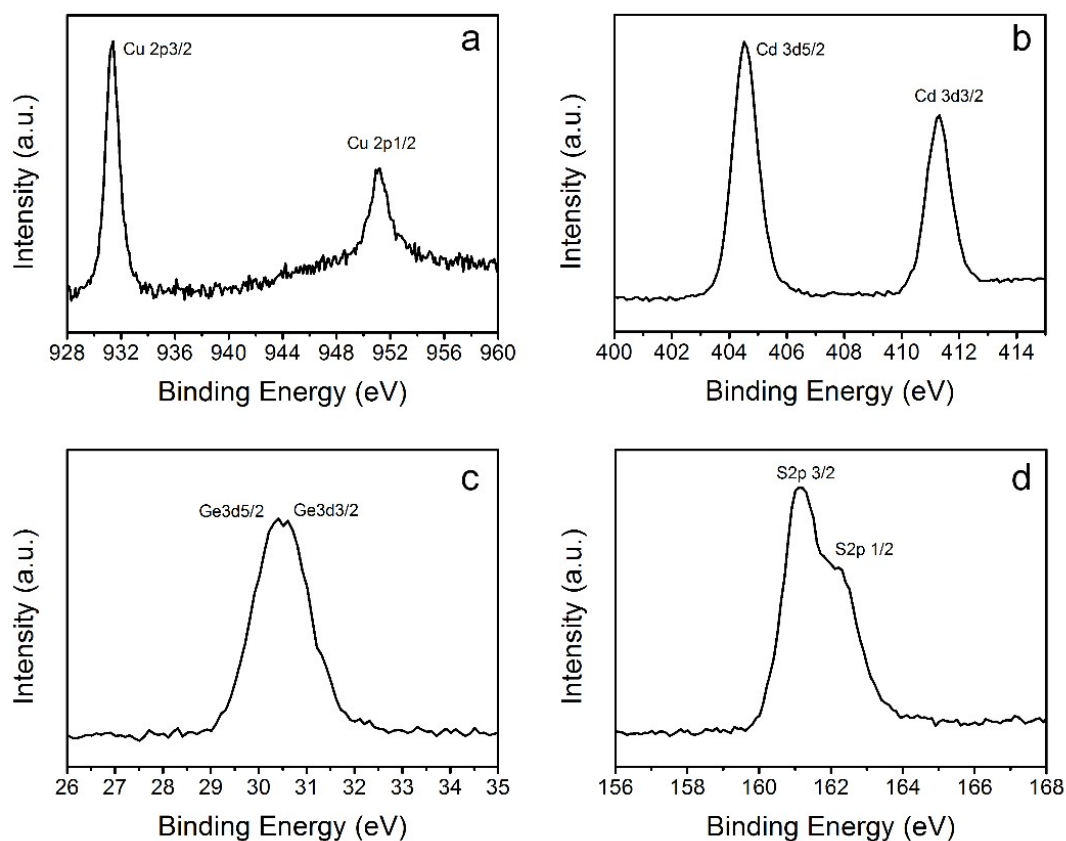 a
Cu 2p3/2
Cu 2p1/2
Intensity (a.u.)
928 932 936 940 944 948 952 956 960
Binding Energy (eV)
b
Cd 3d5/2
Cd 3d3/2
Intensity (a.u.)
400 402 404 406 408 410 412 414
Binding Energy (eV)
c
Ge3d5/2 Ge3d3/2
Intensity (a.u.)
26 27 28 29 30 31 32 33 34 35
Binding Energy (eV)
d
S2p 3/2
S2p 1/2
Intensity (a.u.)
156 158 160 162 164 166 168
Binding Energy (eV)